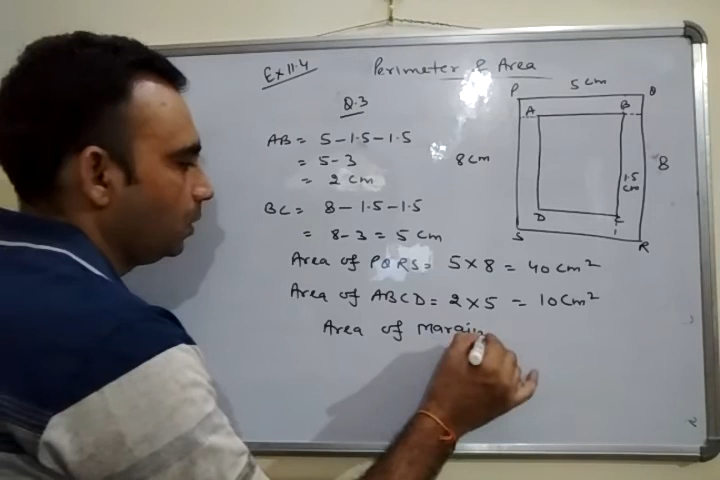 Ex 11.4
Perimeter & Area
Q.3
AB = 5 - 1.5 - 1.5
= 5 - 3
= 2 cm
BC = 8 - 1.5 - 1.5
= 8 - 3 = 5 cm
Area of PQRS = 5 × 8 = 40 cm²
Area of ABCD = 2 × 5 = 10 cm²
Area of Margin
5 cm
P
A
B
8 cm
8
1.5 cm
D
S
R